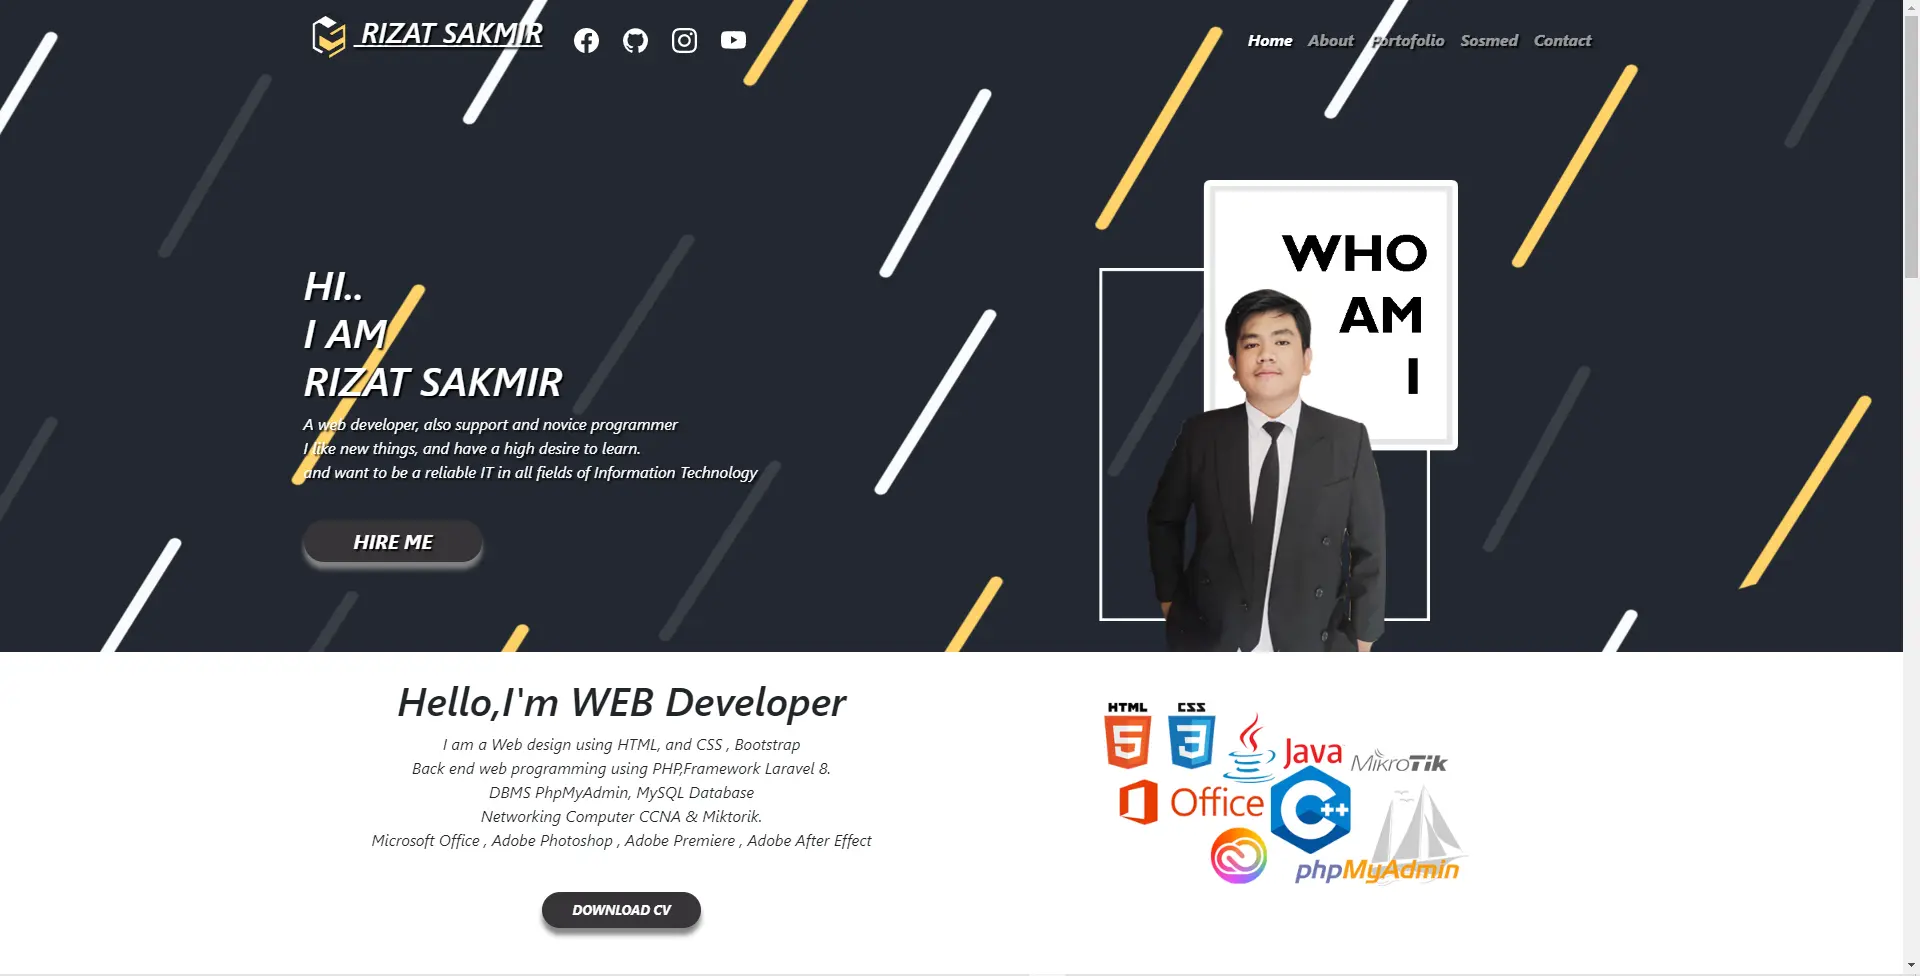 RIZAT SAKMIR
Home About Portofolio Sosmed Contact
WHO
AM
I
HI..
I AM
RIZAT SAKMIR
A web developer, also support and novice programmer
I like new things, and have a high desire to learn.
and want to be a reliable IT in all fields of Information Technology
HIRE ME
Hello,I'm WEB Developer
I am a Web design using HTML, and CSS , Bootstrap
Back end web programming using PHP,Framework Laravel 8.
DBMS PhpMyAdmin, MySQL Database
Networking Computer CCNA & Miktorik.
Microsoft Office , Adobe Photoshop , Adobe Premiere , Adobe After Effect
DOWNLOAD CV
HTML CSS
5 3
Java
MikroTik
Office
C++
phpMyAdmin